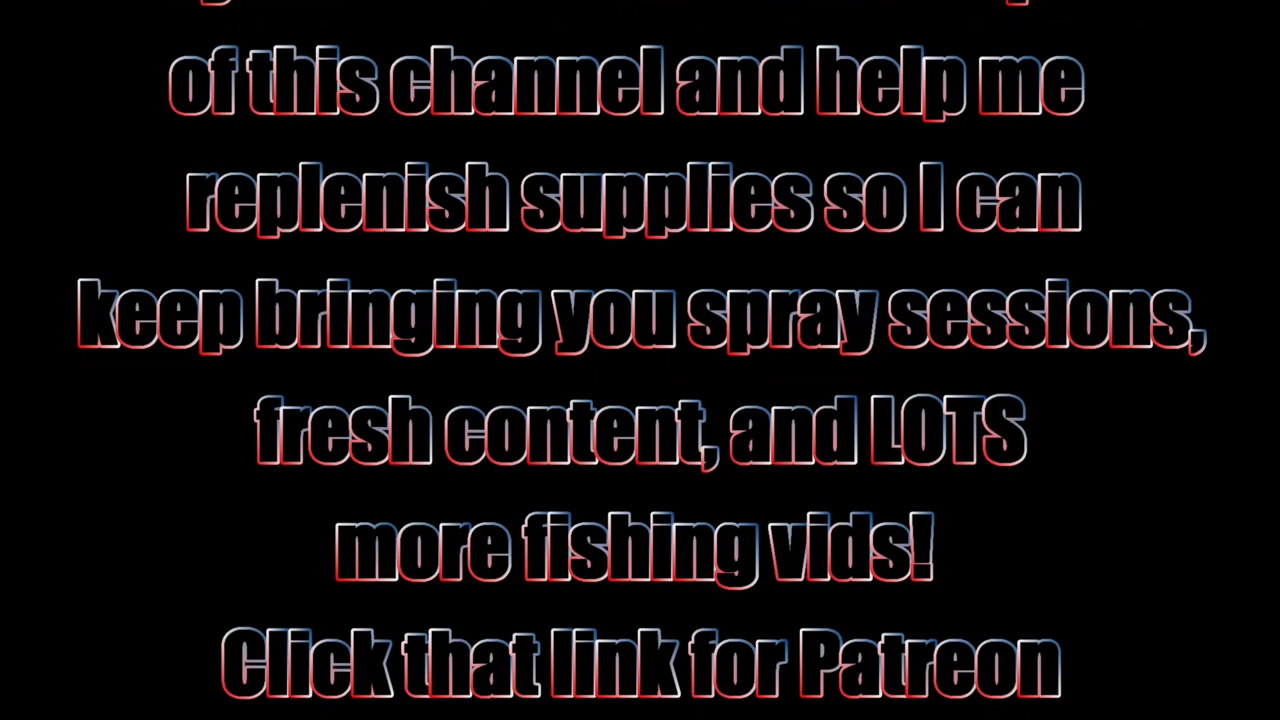 of this channel and help me
replenish supplies so I can
keep bringing you spray sessions,
fresh content, and LOTS
more fishing vids!
Click that link for Patreon